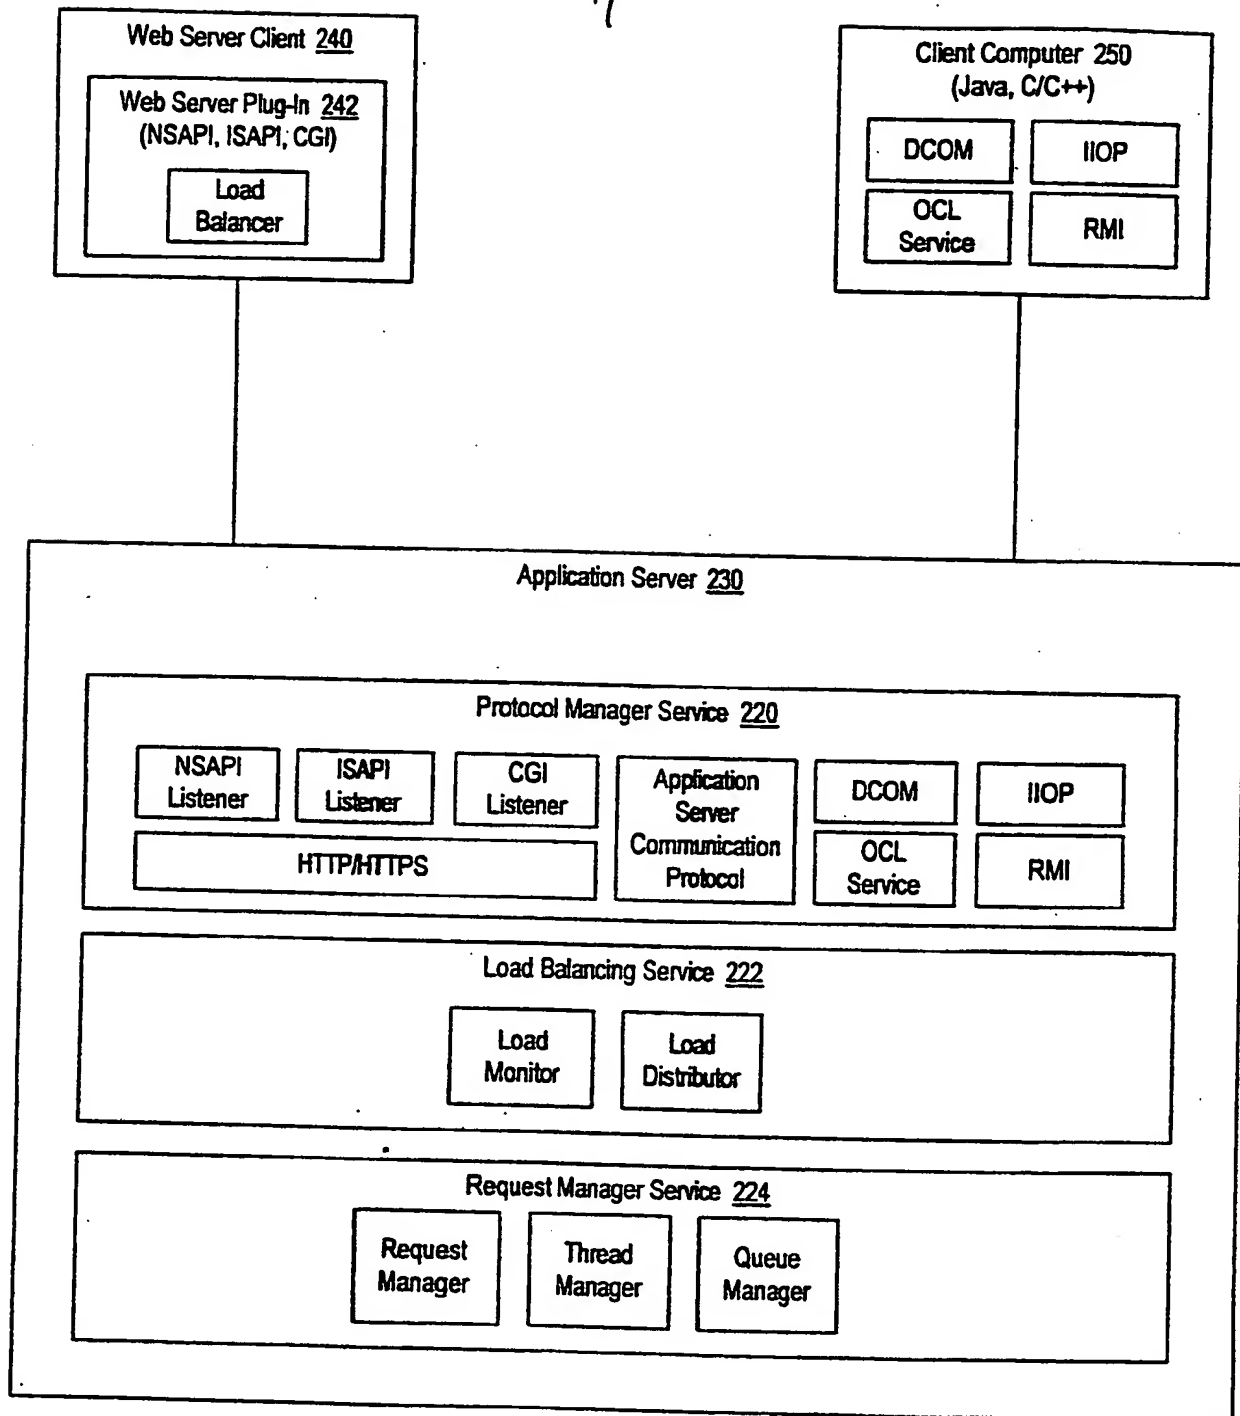 Web Server Client 240
Web Server Plug-In 242
(NSAPI, ISAPI, CGI)
Load
Balancer
Client Computer 250
(Java, C/C++)
DCOM
IIOP
OCL
Service
RMI
Application Server 230
Protocol Manager Service 220
NSAPI
Listener
ISAPI
Listener
CGI
Listener
HTTP/HTTPS
Application
Server
Communication
Protocol
DCOM
IIOP
OCL
Service
RMI
Load Balancing Service 222
Load
Monitor
Load
Distributor
Request Manager Service 224
Request
Manager
Thread
Manager
Queue
Manager